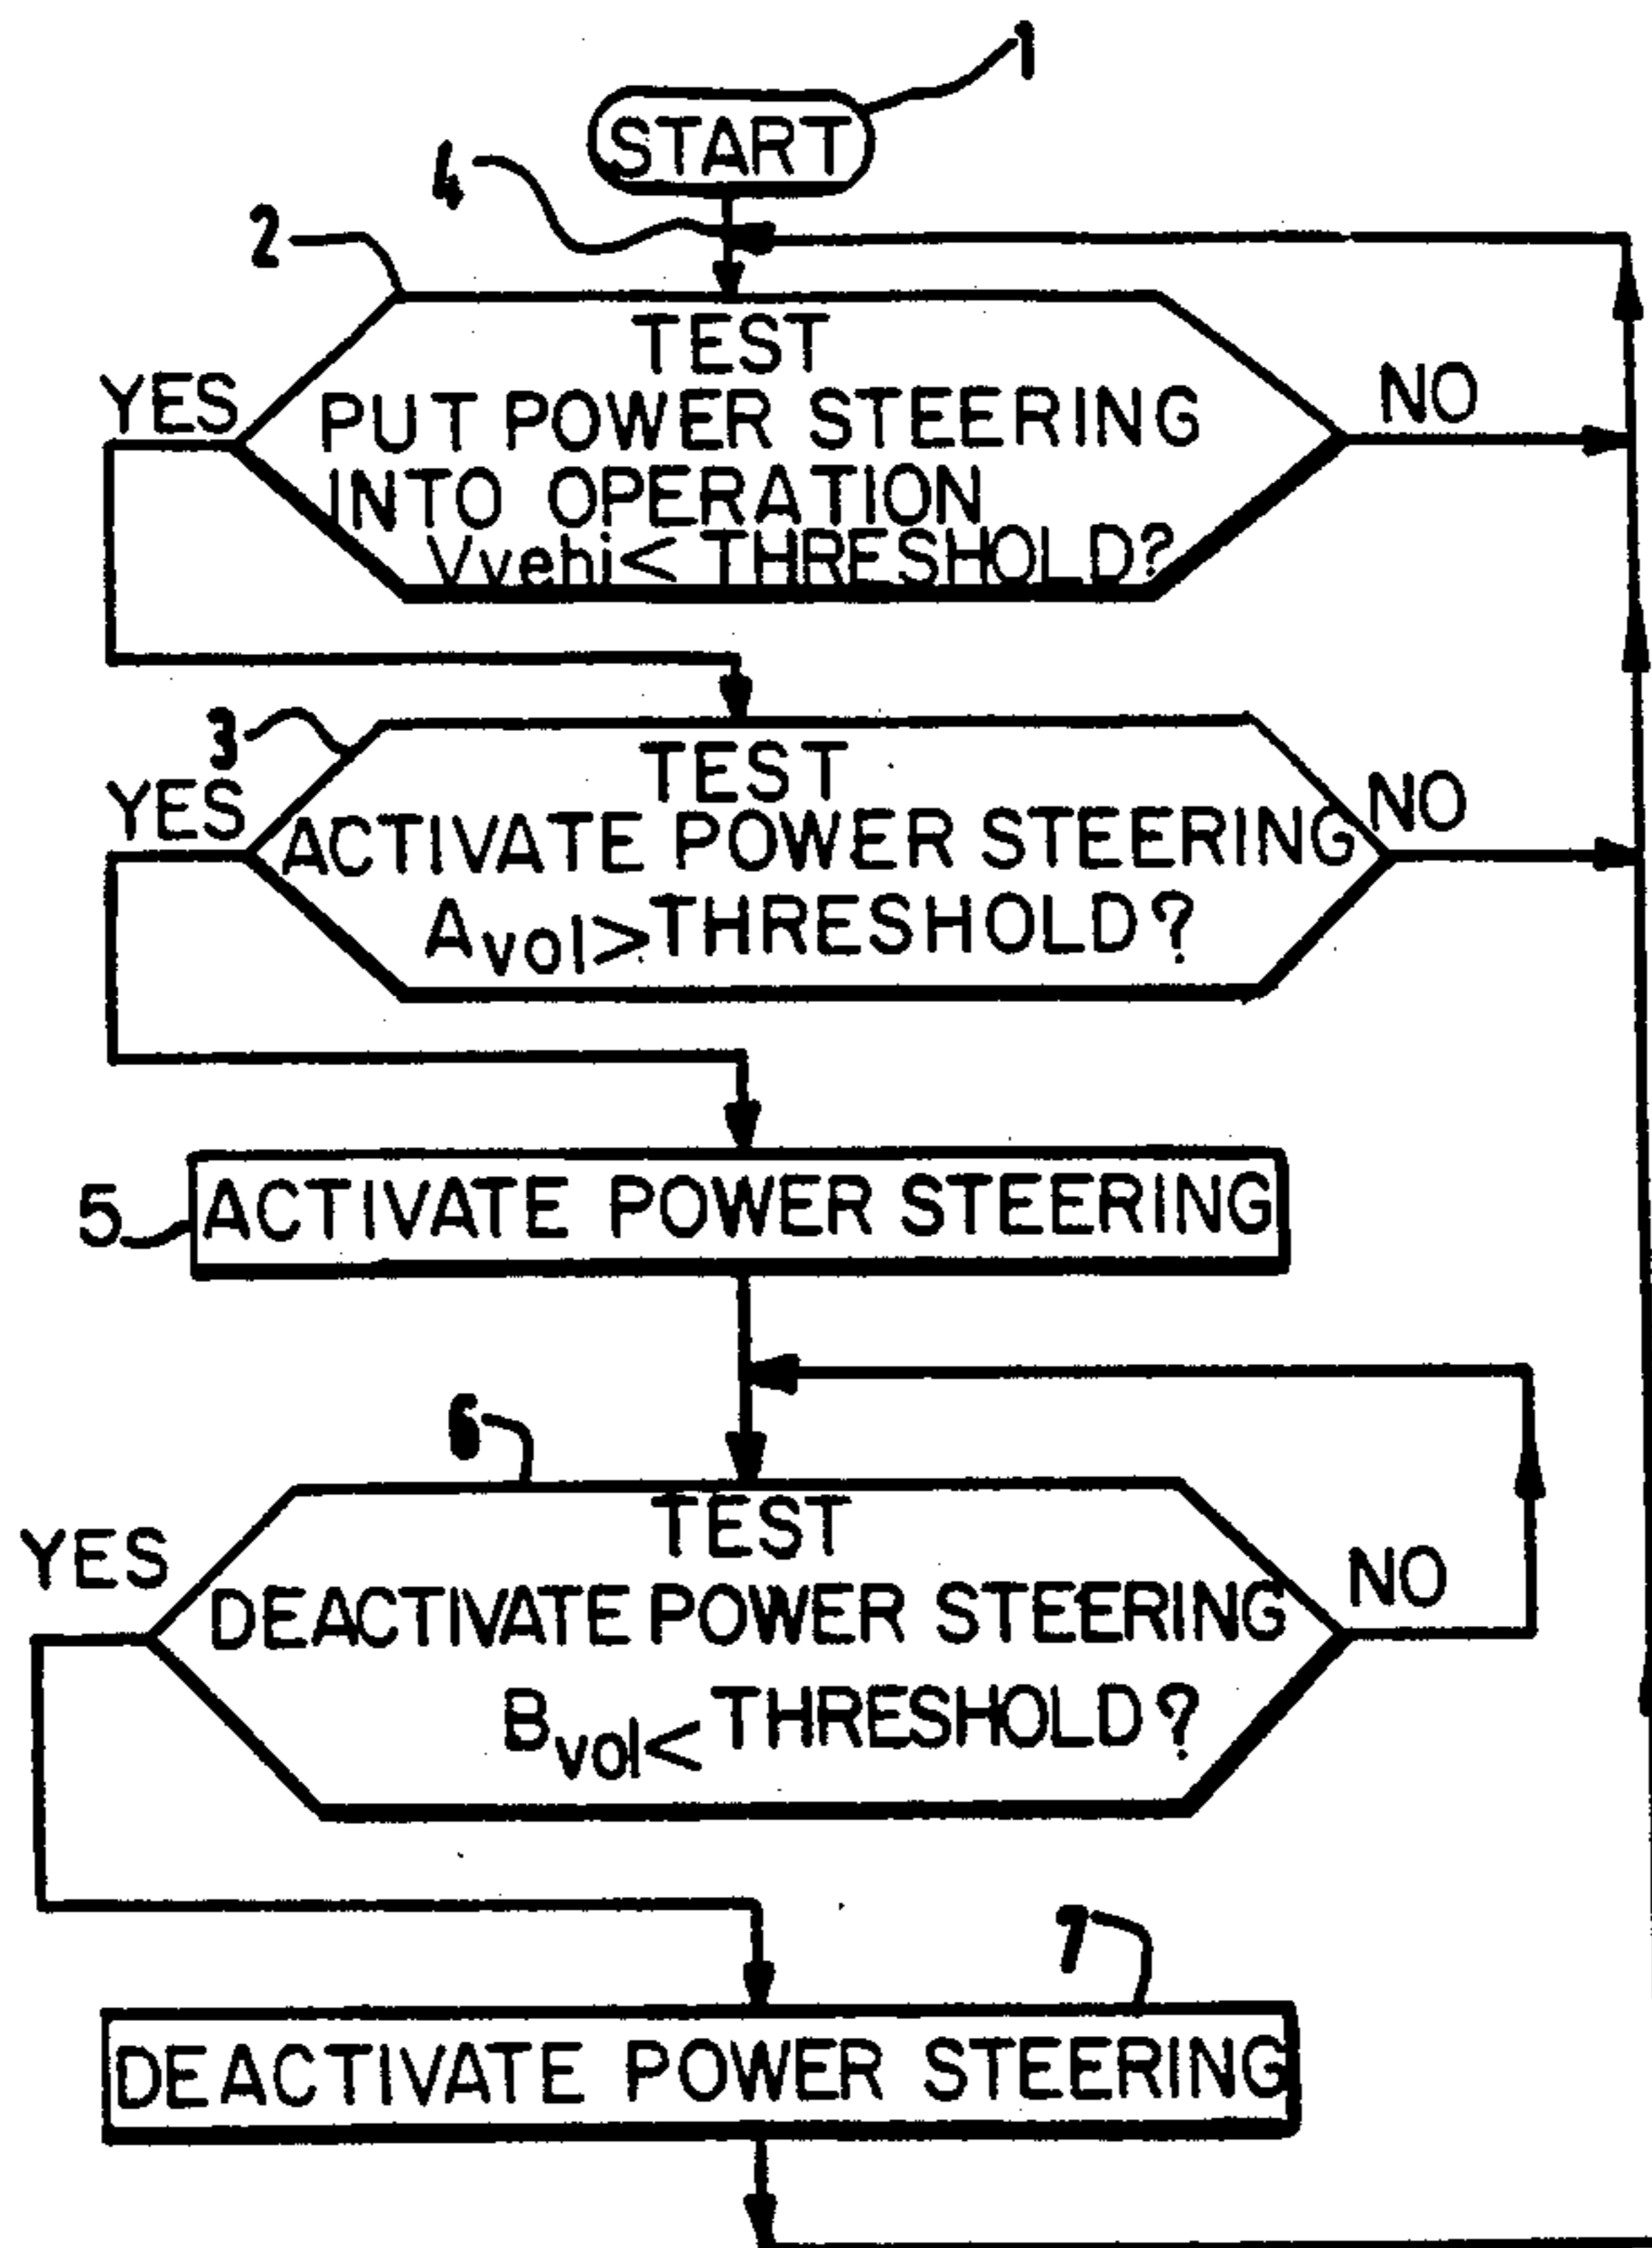 1
START
4
2
TEST
YES
NO
PUT POWER STEERING
INTO OPERATION
Vvehi< THRESHOLD?
3
TEST
YES
NO
ACTIVATE POWER STEERING
Avol>THRESHOLD?
5
ACTIVATE POWER STEERING
6
TEST
YES
NO
DEACTIVATE POWER STEERING
Bvol<THRESHOLD?
7
DEACTIVATE POWER STEERING